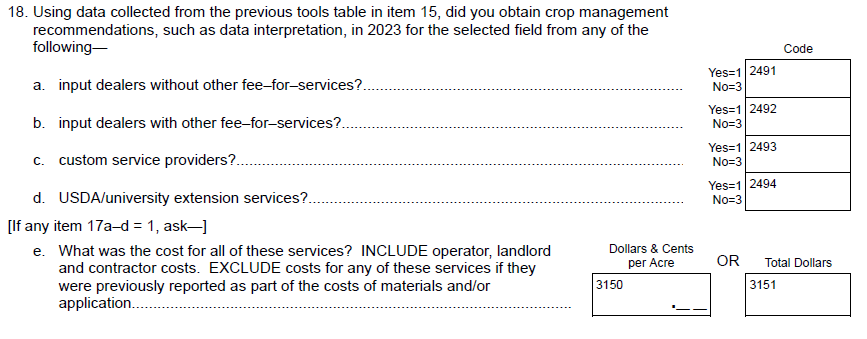 18. Using data collected from the previous tools table in item 15, did you obtain crop management
recommendations, such as data interpretation, in 2023 for the selected field from any of the
following—
Code
a. input dealers without other fee–for–services?
Yes=1 2491
No=3
b. input dealers with other fee–for–services?
Yes=1 2492
No=3
c. custom service providers?
Yes=1 2493
No=3
d. USDA/university extension services?
Yes=1 2494
No=3
[If any item 17a–d = 1, ask—]
e. What was the cost for all of these services? INCLUDE operator, landlord
and contractor costs. EXCLUDE costs for any of these services if they
were previously reported as part of the costs of materials and/or
application
Dollars & Cents
per Acre
OR
Total Dollars
3150
. _ _
3151